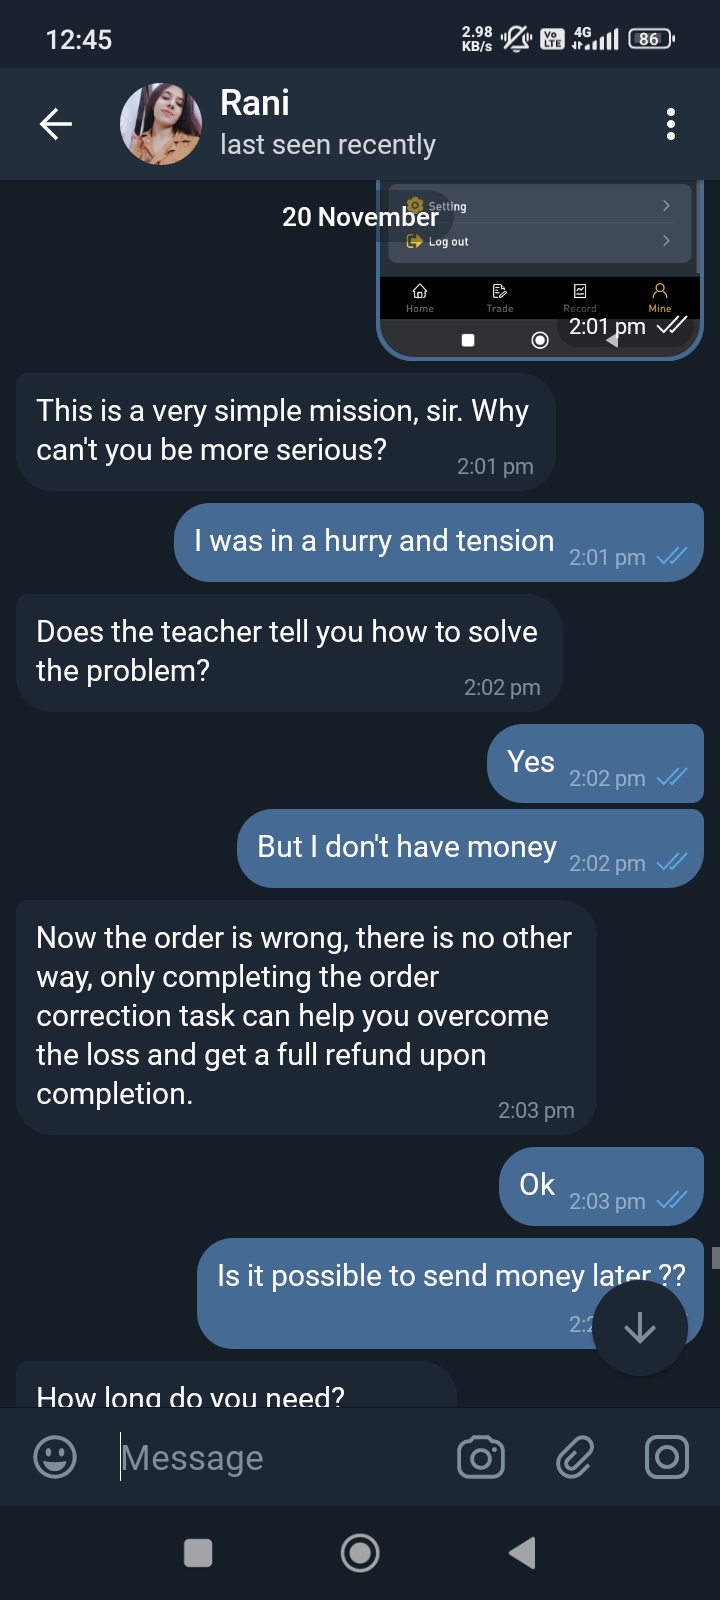 12:45
2.98
KB/s
Vo
LTE
4G
86
Rani
last seen recently
20 November
Setting
Log out
Home Trade Record Mine
2:01 pm
This is a very simple mission, sir. Why
can't you be more serious?
2:01 pm
I was in a hurry and tension
2:01 pm
Does the teacher tell you how to solve
the problem?
2:02 pm
Yes
2:02 pm
But I don't have money
2:02 pm
Now the order is wrong, there is no other
way, only completing the order
correction task can help you overcome
the loss and get a full refund upon
completion.
2:03 pm
Ok
2:03 pm
Is it possible to send money later ??
How long do you need?
Message